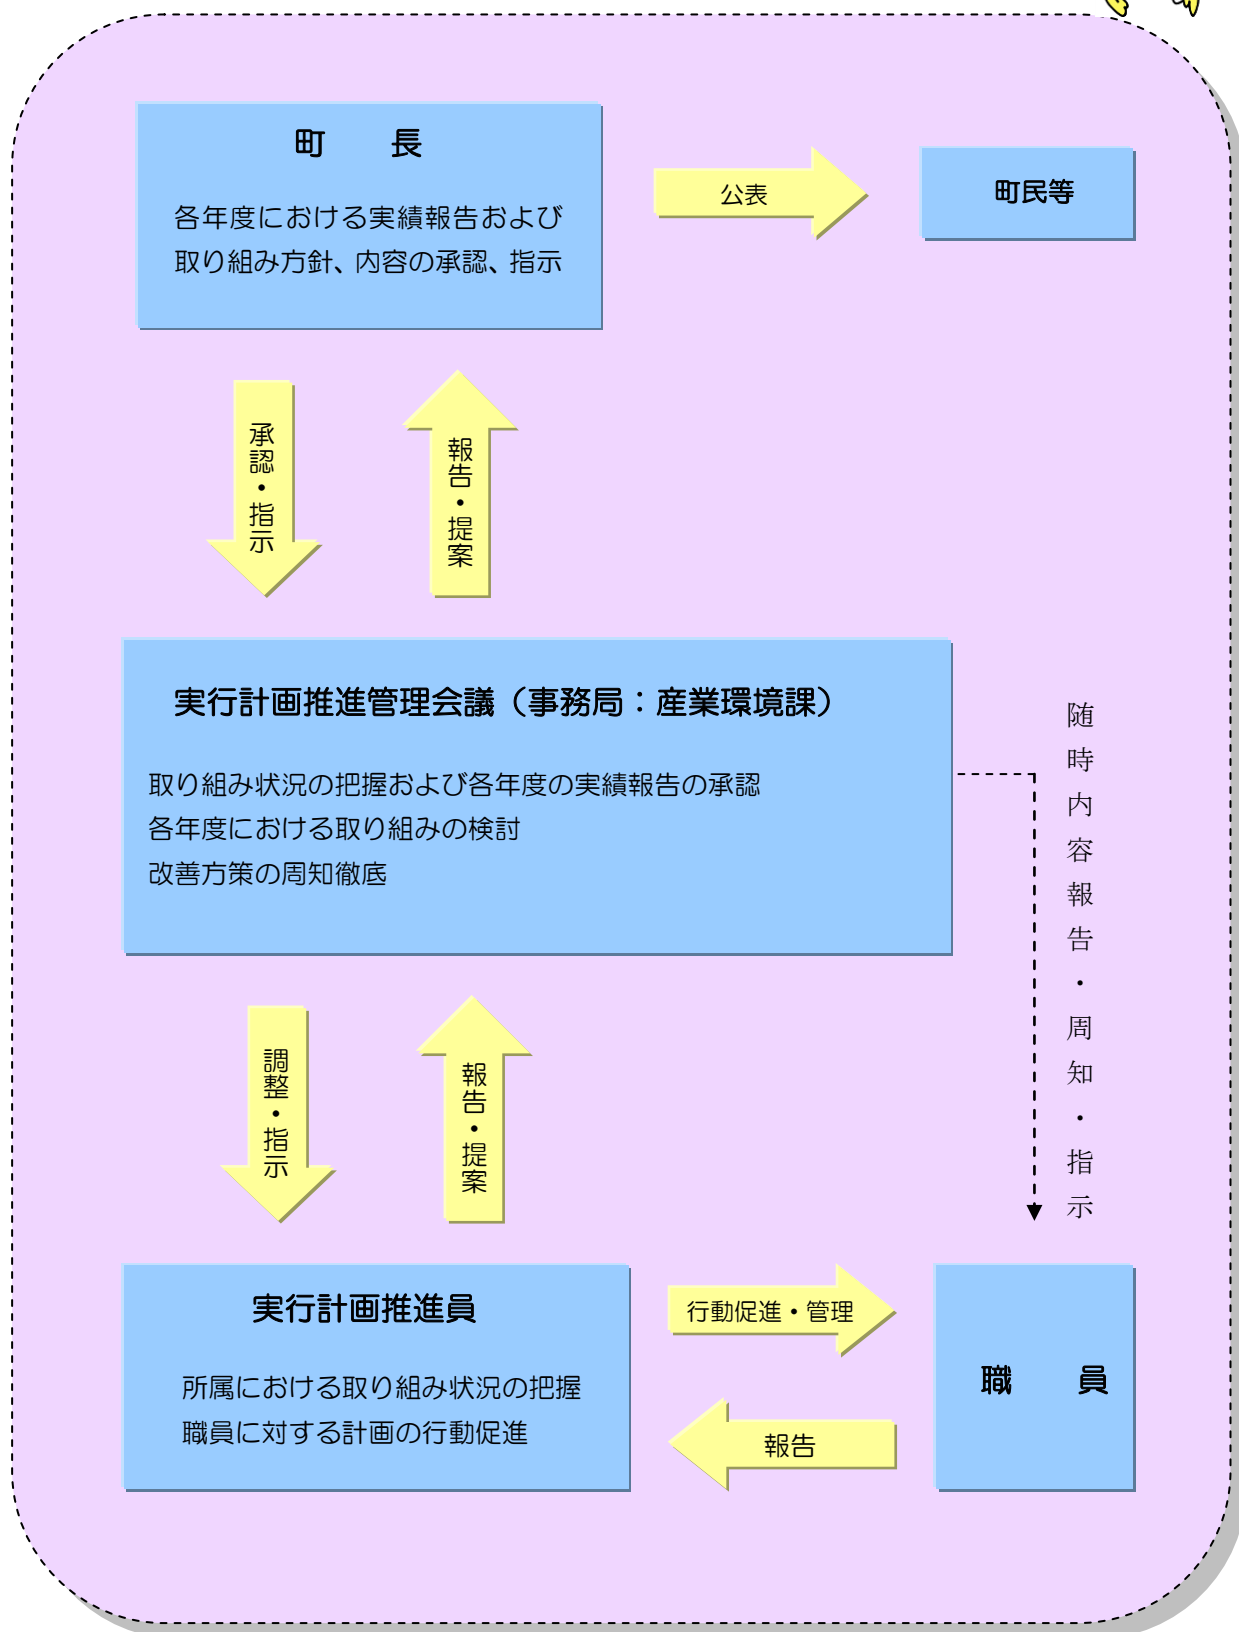 町　長
各年度における実績報告および
取り組み方針、内容の承認、指示
公表
町民等
承認・指示
報告・提案
実行計画推進管理会議（事務局：産業環境課）
取り組み状況の把握および各年度の実績報告の承認
各年度における取り組みの検討
改善方策の周知徹底
随時内容報告・周知・指示
調整・指示
報告・提案
実行計画推進員
所属における取り組み状況の把握
職員に対する計画の行動促進
行動促進・管理
報告
職　員